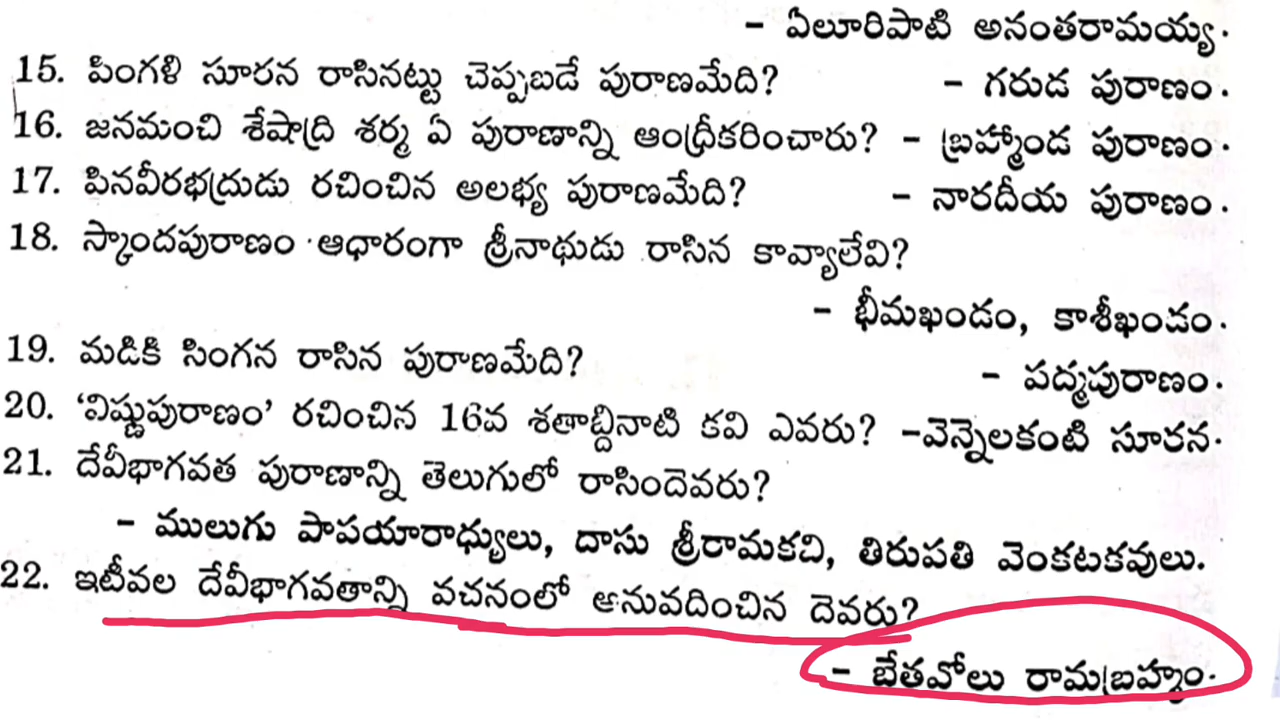 - ఏలూరిపాటి అనంతరామయ్య.
15. పింగళి సూరన రాసినట్టు చెప్పబడే పురాణమేది? - గరుడ పురాణం.
16. జనమంచి శేషాద్రి శర్మ ఏ పురాణాన్ని ఆంధ్రీకరించారు? - బ్రహ్మాండ పురాణం.
17. పినవీరభద్రుడు రచించిన అలభ్య పురాణమేది? - నారదీయ పురాణం.
18. స్కాందపురాణం ఆధారంగా శ్రీనాథుడు రాసిన కావ్యాలేవి?
- భీమఖండం, కాశీఖండం.
19. మడికి సింగన రాసిన పురాణమేది? - పద్మపురాణం.
20. 'విష్ణుపురాణం' రచించిన 16వ శతాబ్దినాటి కవి ఎవరు? -వెన్నెలకంటి సూరన.
21. దేవీభాగవత పురాణాన్ని తెలుగులో రాసిందెవరు?
- ములుగు పాపయారాధ్యులు, దాసు శ్రీరామకవి, తిరుపతి వెంకటకవులు.
22. ఇటీవల దేవీభాగవతాన్ని వచనంలో అనువదించిన దెవరు?
- బేతవోలు రామబ్రహ్మం.